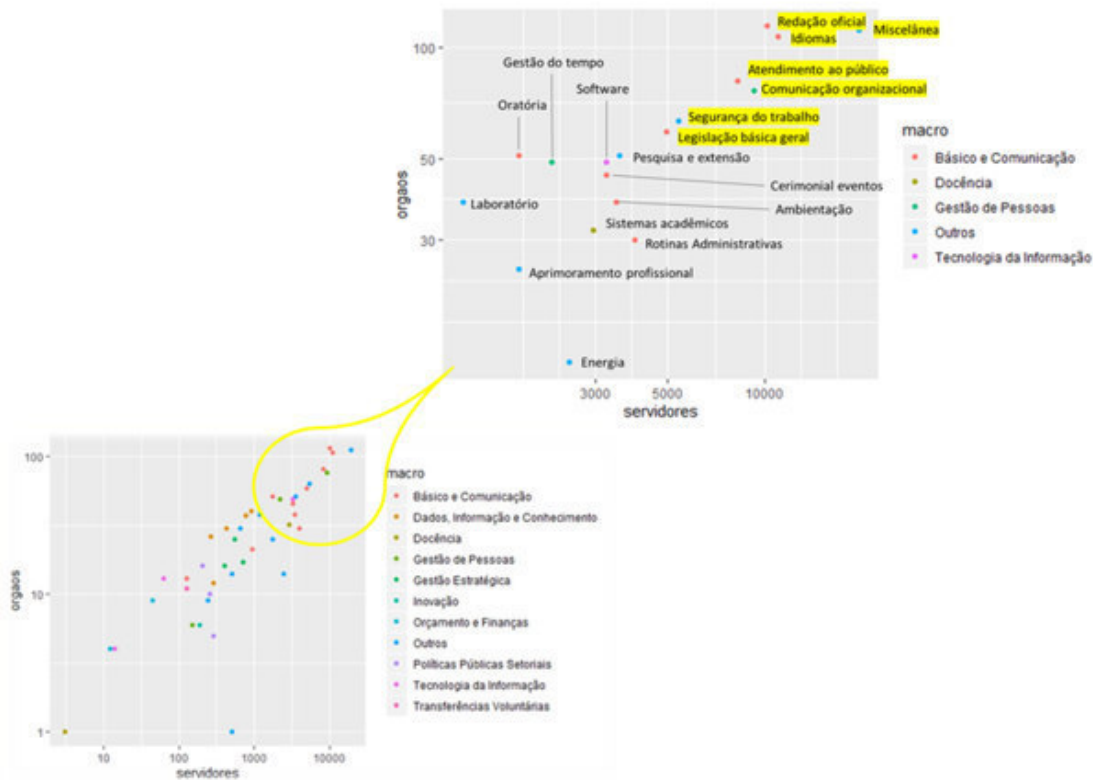 Redação oficial
Idiomas
Miscelânea
100
Gestão do tempo
Atendimento ao público
Software
Comunicação organizacional
Oratória
Segurança do trabalho
Legislação básica geral
macro
Básico e Comunicação
Docência
Gestão de Pessoas
Outros
Tecnologia da Informação
50
Pesquisa e extensão
orgaos
Cerimonial eventos
Laboratório
Ambientação
Sistemas acadêmicos
30
Rotinas Administrativas
Aprimoramento profissional
Energia
3000
5000
10000
servidores
100
10
1
orgaos
10
100
1000
10000
servidores
macro
Básico e Comunicação
Dados, Informação e Conhecimento
Docência
Gestão de Pessoas
Gestão Estratégica
Inovação
Orçamento e Finanças
Outros
Políticas Públicas Setoriais
Tecnologia da Informação
Transferências Voluntárias